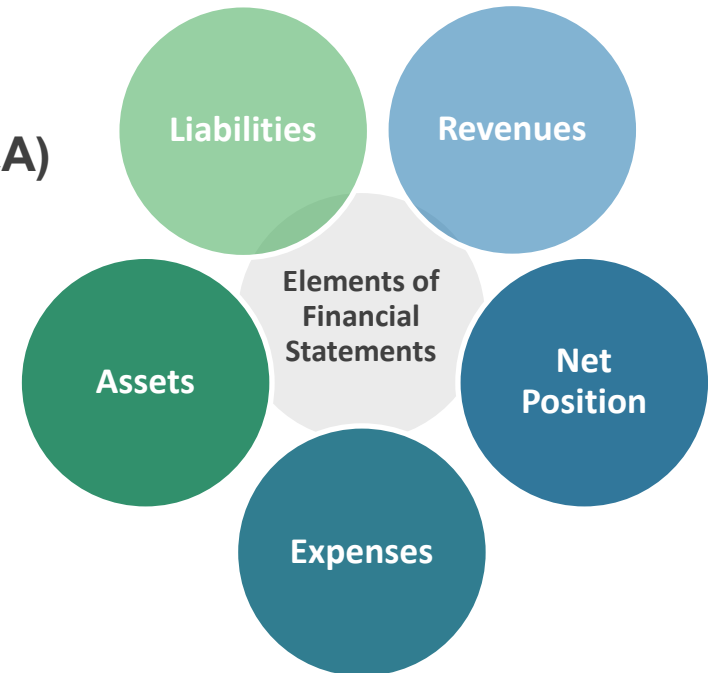 A)
Liabilities
Revenues
Elements of
Financial
Statements
Assets
Net
Position
Expenses